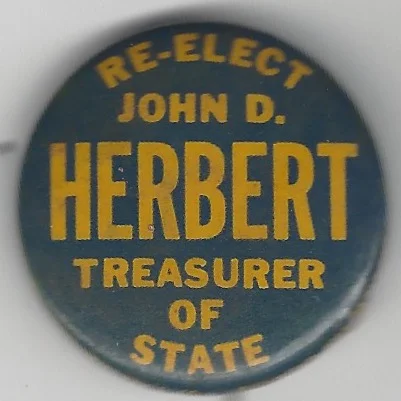 RE-ELECT
JOHN D.
HERBERT
TREASURER
OF
STATE